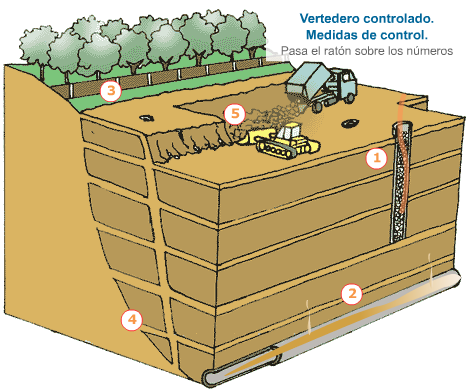 Vertedero controlado.
Medidas de control.
Pasa el ratón sobre los números
3
5
1
2
4